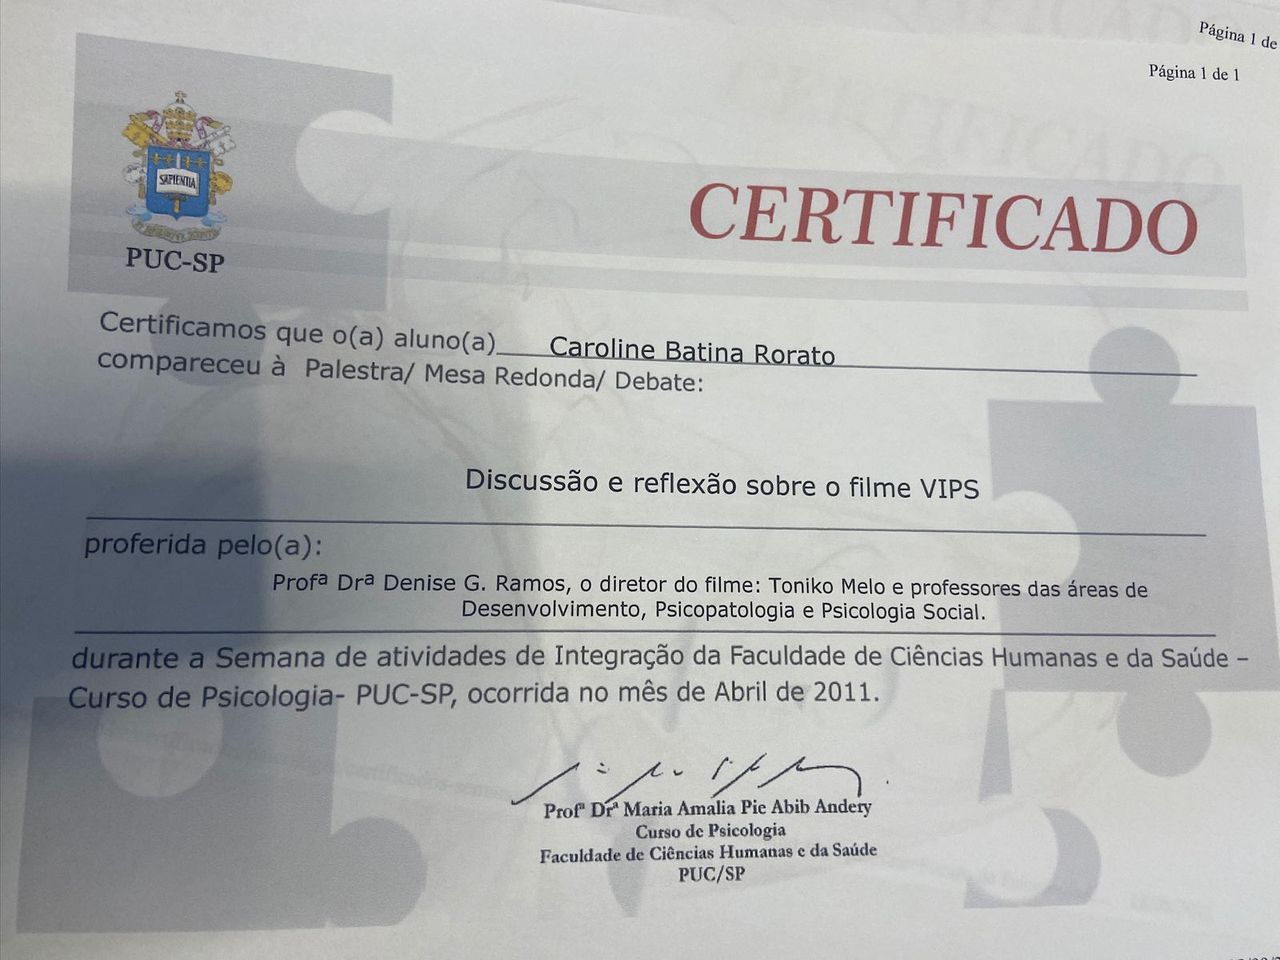 Página 1 de
Página 1 de 1
SAPIENTIA
PUC-SP
CERTIFICADO
Certificamos que o(a) aluno(a) Caroline Batina Rorato
compareceu à Palestra/ Mesa Redonda/ Debate:
Discussão e reflexão sobre o filme VIPS
proferida pelo(a):
Profª Drª Denise G. Ramos, o diretor do filme: Toniko Melo e professores das áreas de
Desenvolvimento, Psicopatologia e Psicologia Social.
durante a Semana de atividades de Integração da Faculdade de Ciências Humanas e da Saúde –
Curso de Psicologia- PUC-SP, ocorrida no mês de Abril de 2011.
Profª Drª Maria Amalia Pie Abib Andery
Curso de Psicologia
Faculdade de Ciências Humanas e da Saúde
PUC/SP